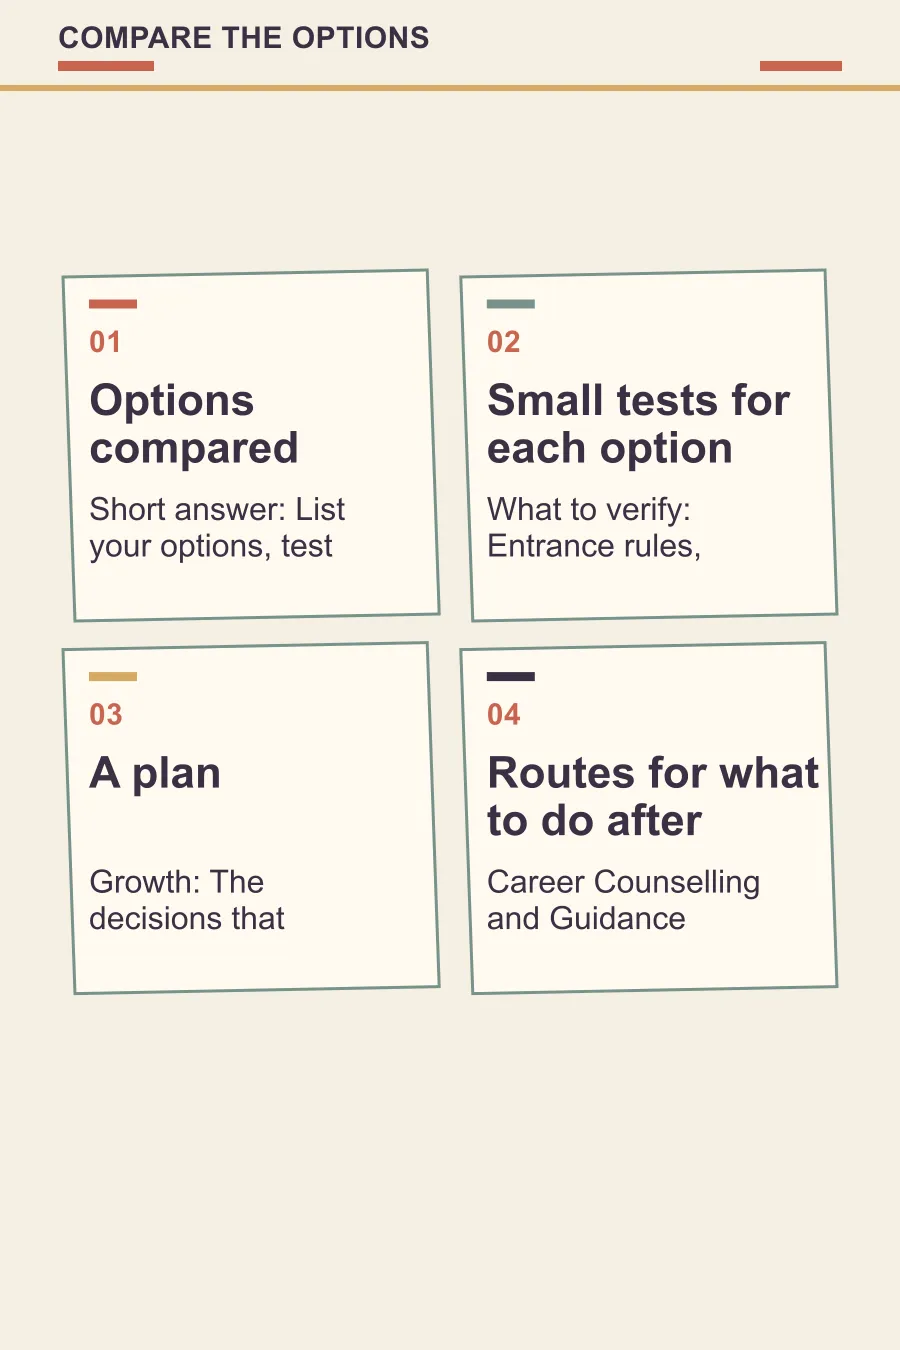 COMPARE THE OPTIONS
01
Options
compared
Short answer: List
your options, test
02
Small tests for
each option
What to verify:
Entrance rules,
03
A plan
Growth: The
decisions that
04
Routes for what
to do after
Career Counselling
and Guidance